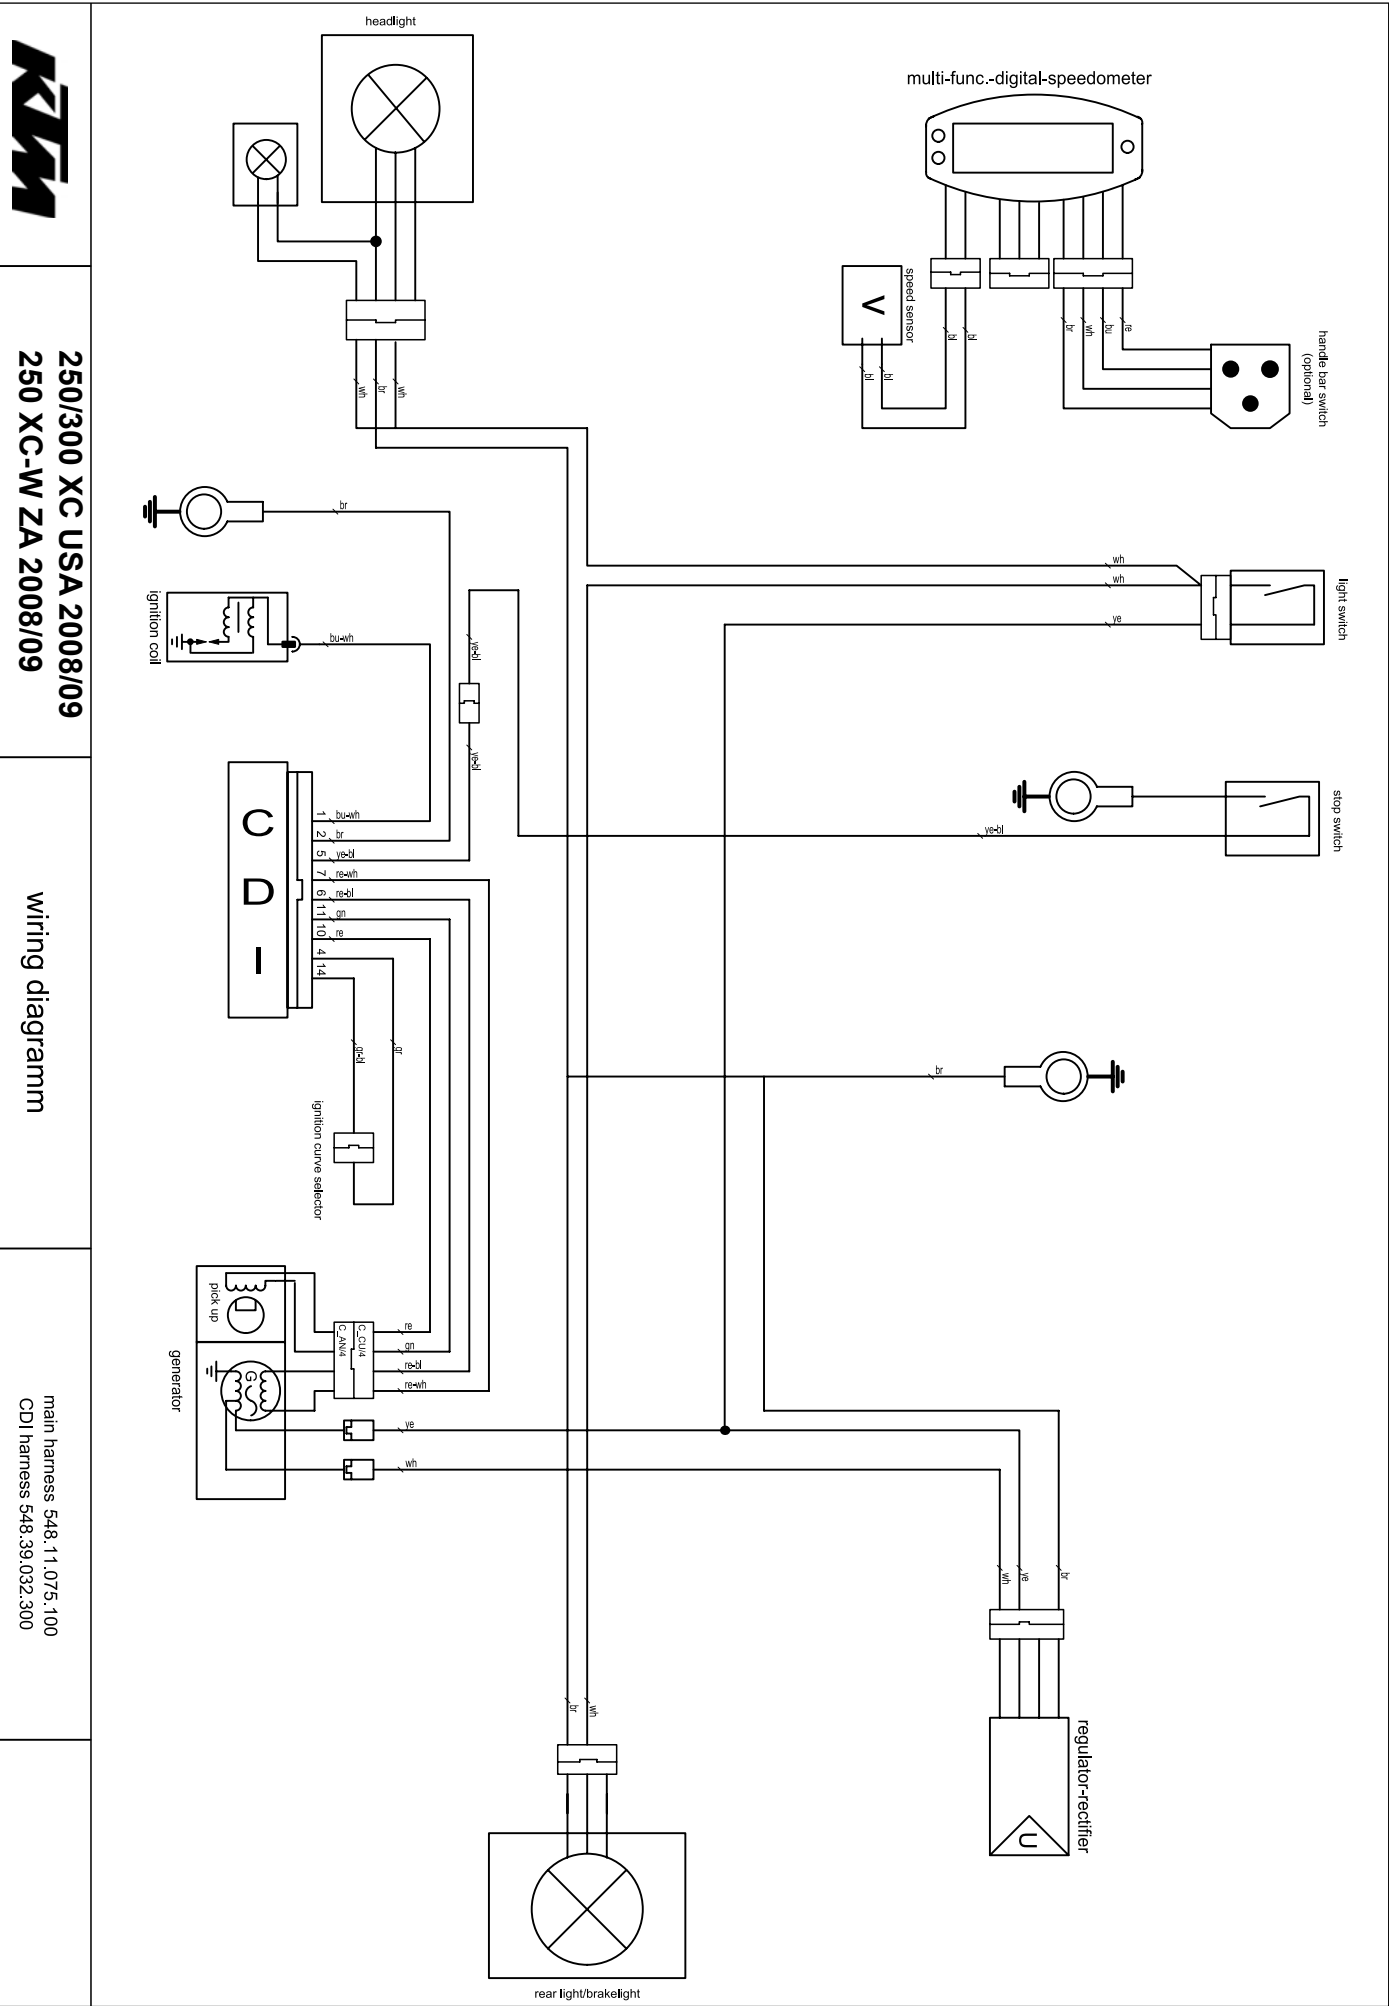 headlight
multi-func.-digital-speedometer
speed sensor
V
bl
bl
bl
bl
br
wh
bu
re
handle bar switch
(optional)
wh
br
wh
br
wh
wh
ye
light switch
ignition coil
bu-wh
ye-bl
ye-bl
ye-bl
stop switch
C
D
I
1 bu-wh
2 br
5 ye-bl
7 re-wh
6 re-bl
11 gn
10 re
4
14
gr-bl
gr
ignition curve selector
br
pick up
generator
G
C_AN/4
C_CU/4
re
gn
re-bl
re-wh
ye
wh
wh
ye
br
regulator-rectifier
U
br
wh
rear light/brakelight
KTM
250/300 XC USA 2008/09
250 XC-W ZA 2008/09
wiring diagramm
main harness 548.11.075.100
CDI harness 548.39.032.300